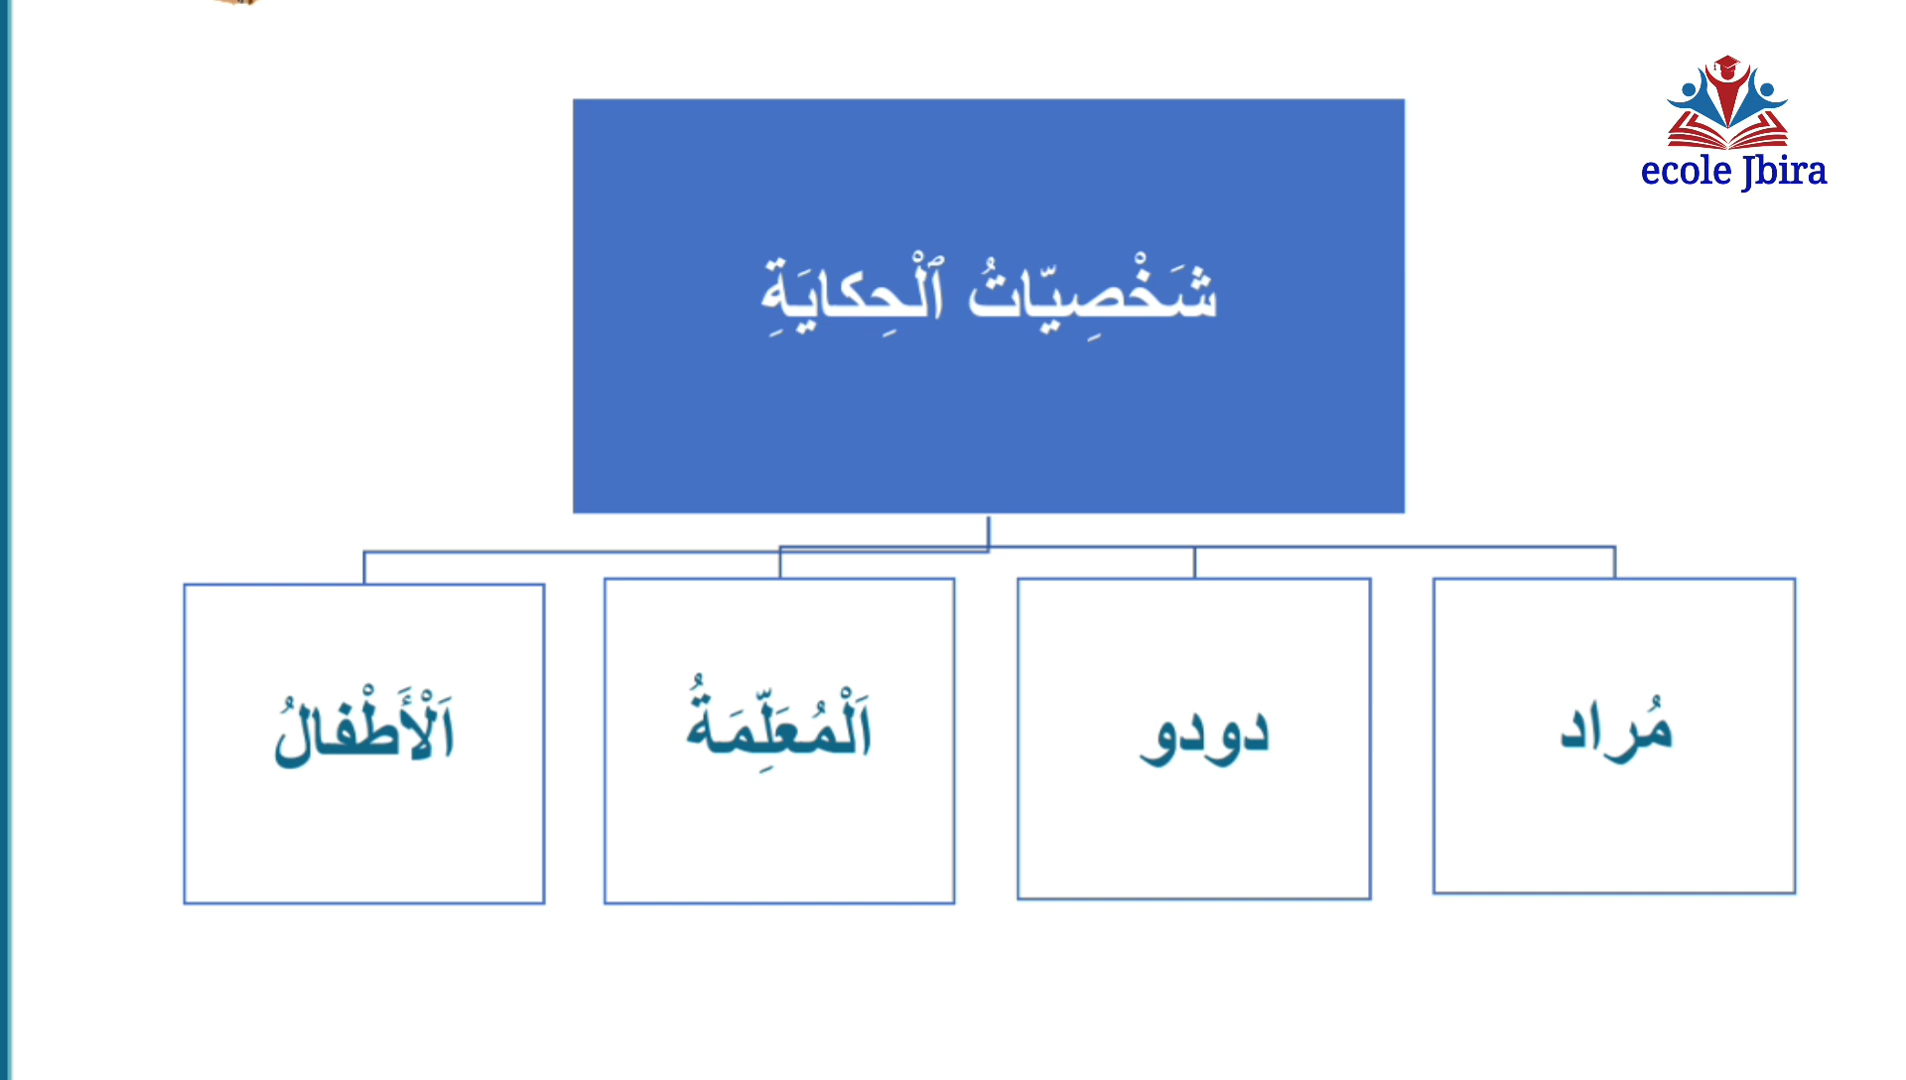 ecole Jbira
شَخْصِيّاتُ ٱلْحِكايَةِ
مُراد
دودو
اَلْمُعَلِّمَةُ
اَلْأَطْفالُ